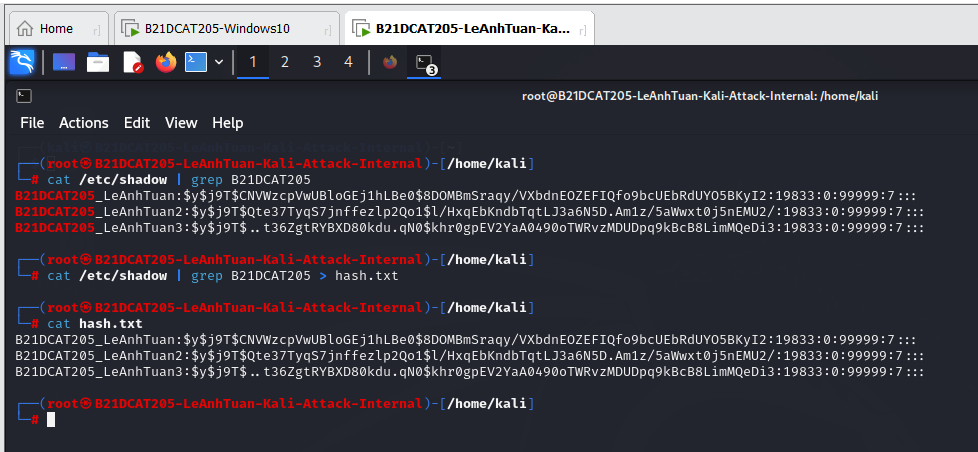 Home
B21DCAT205-Windows10
B21DCAT205-LeAnhTuan-Ka...
1 2 3 4
3
root@B21DCAT205-LeAnhTuan-Kali-Attack-Internal: /home/kali
File Actions Edit View Help
┌──(root㉿B21DCAT205-LeAnhTuan-Kali-Attack-Internal)-[/home/kali]
└─# cat /etc/shadow | grep B21DCAT205
B21DCAT205_LeAnhTuan:$y$j9T$CNVWzcpVwUBloGEj1hLBe0$8DOMBmSraqy/VXbdnEOZEFIQfo9bcUEbRdUYO5BKyI2:19833:0:99999:7:::
B21DCAT205_LeAnhTuan2:$y$j9T$Qte37TyqS7jnffezlp2Qo1$l/HxqEbKndbTqtLJ3a6N5D.Am1z/5aWwxt0j5nEMU2/:19833:0:99999:7:::
B21DCAT205_LeAnhTuan3:$y$j9T$..t36ZgtRYBXD80kdu.qN0$khr0gpEV2YaA0490oTWRvzMDUDpq9kBcB8LimMQeDi3:19833:0:99999:7:::
┌──(root㉿B21DCAT205-LeAnhTuan-Kali-Attack-Internal)-[/home/kali]
└─# cat /etc/shadow | grep B21DCAT205 > hash.txt
┌──(root㉿B21DCAT205-LeAnhTuan-Kali-Attack-Internal)-[/home/kali]
└─# cat hash.txt
B21DCAT205_LeAnhTuan:$y$j9T$CNVWzcpVwUBloGEj1hLBe0$8DOMBmSraqy/VXbdnEOZEFIQfo9bcUEbRdUYO5BKyI2:19833:0:99999:7:::
B21DCAT205_LeAnhTuan2:$y$j9T$Qte37TyqS7jnffezlp2Qo1$l/HxqEbKndbTqtLJ3a6N5D.Am1z/5aWwxt0j5nEMU2/:19833:0:99999:7:::
B21DCAT205_LeAnhTuan3:$y$j9T$..t36ZgtRYBXD80kdu.qN0$khr0gpEV2YaA0490oTWRvzMDUDpq9kBcB8LimMQeDi3:19833:0:99999:7:::
┌──(root㉿B21DCAT205-LeAnhTuan-Kali-Attack-Internal)-[/home/kali]
└─#